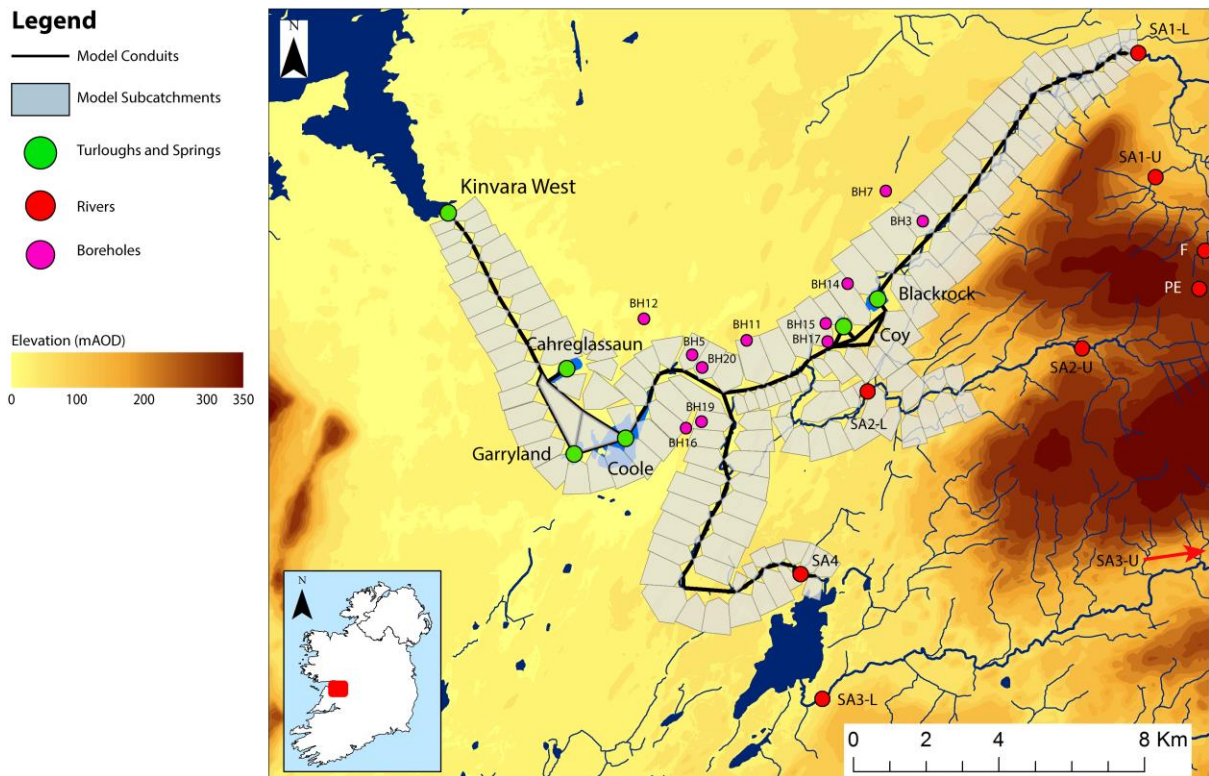 Legend
Model Conduits
Model Subcatchments
Turloughs and Springs
Rivers
Boreholes
Elevation (mAOD)
0 50 100 150 200 300 350
N
SA1-L
SA1-U
BH7
Kinvara West
BH3
F
PE
BH14
Blackrock
BH12
BH15
BH11
BH17
Coy
Cahreglassaun
BH5
BH20
SA2-U
SA2-L
BH19
BH16
Garryland
Coole
SA4
SA3-U
N
SA3-L
0 2 4 8 Km